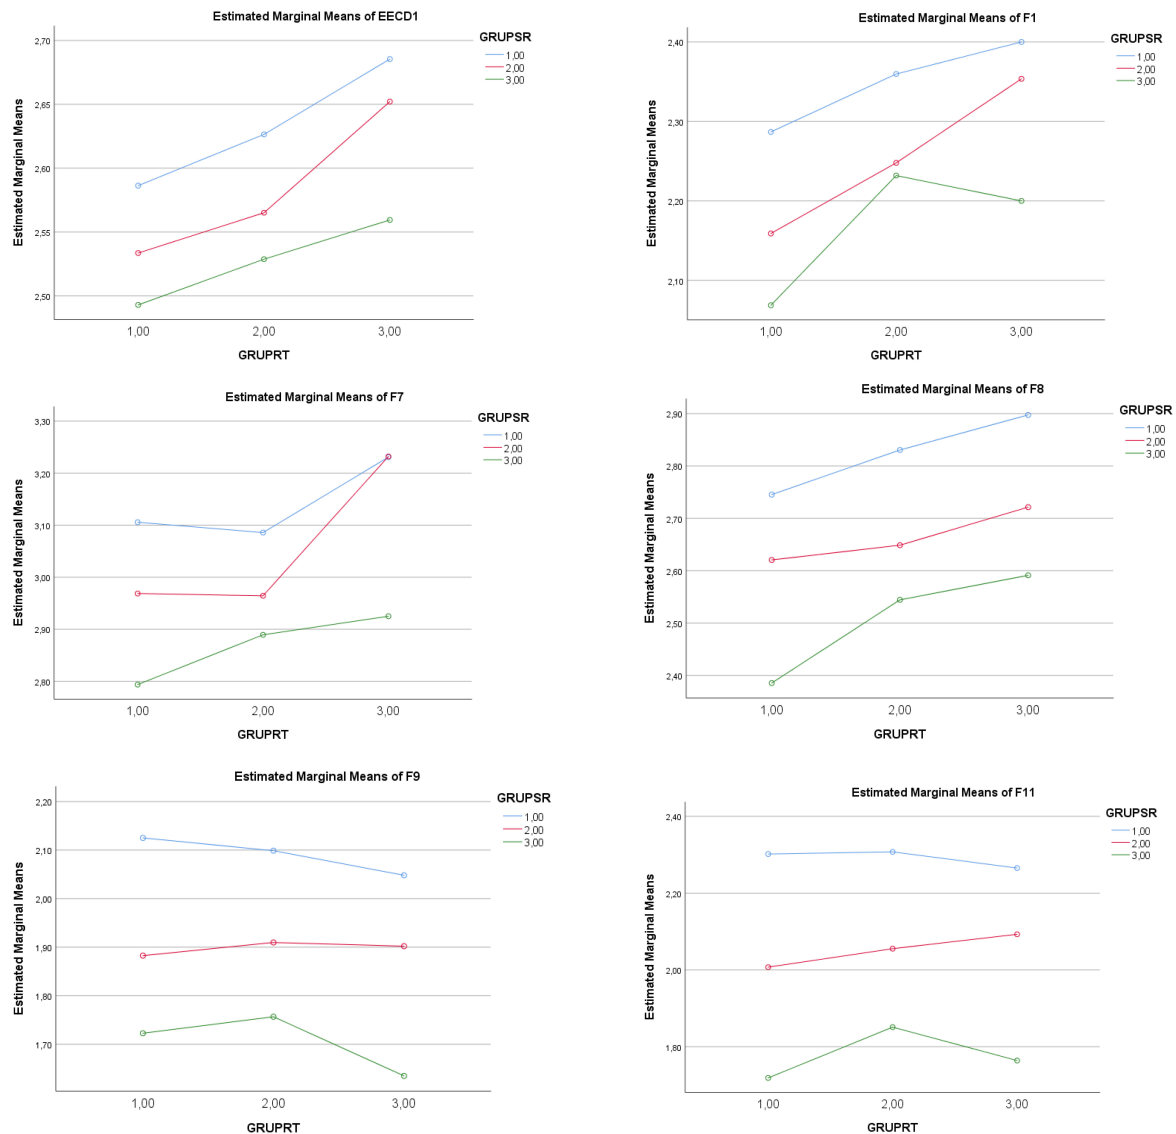 Estimated Marginal Means of EECD1
GRUPSR
1,00
2,00
3,00
Estimated Marginal Means
2,70
2,65
2,60
2,55
2,50
1,00 2,00 3,00
GRUPRT
Estimated Marginal Means of F1
GRUPSR
1,00
2,00
3,00
Estimated Marginal Means
2,40
2,30
2,20
2,10
1,00 2,00 3,00
GRUPRT
Estimated Marginal Means of F7
GRUPSR
1,00
2,00
3,00
Estimated Marginal Means
3,30
3,20
3,10
3,00
2,90
2,80
1,00 2,00 3,00
GRUPRT
Estimated Marginal Means of F8
GRUPSR
1,00
2,00
3,00
Estimated Marginal Means
2,90
2,80
2,70
2,60
2,50
2,40
1,00 2,00 3,00
GRUPRT
Estimated Marginal Means of F9
GRUPSR
1,00
2,00
3,00
Estimated Marginal Means
2,20
2,10
2,00
1,90
1,80
1,70
1,00 2,00 3,00
GRUPRT
Estimated Marginal Means of F11
GRUPSR
1,00
2,00
3,00
Estimated Marginal Means
2,40
2,20
2,00
1,80
1,00 2,00 3,00
GRUPRT